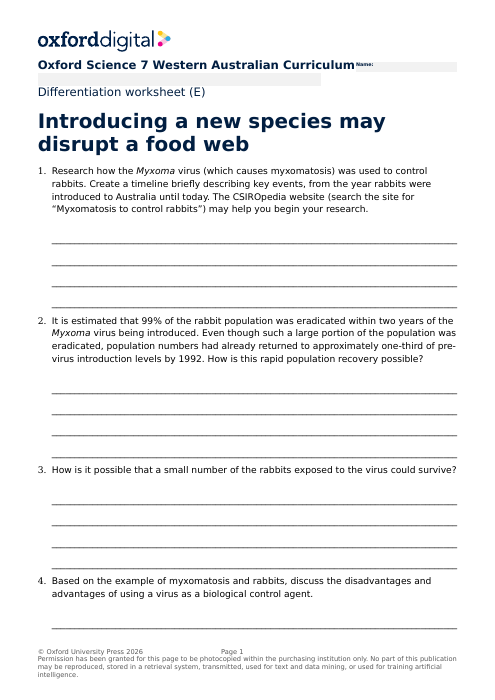 oxforddigital
Oxford Science 7 Western Australian Curriculum Name:
Differentiation worksheet (E)
Introducing a new species may
disrupt a food web
1. Research how the Myxoma virus (which causes myxomatosis) was used to control
rabbits. Create a timeline briefly describing key events, from the year rabbits were
introduced to Australia until today. The CSIROpedia website (search the site for
“Myxomatosis to control rabbits”) may help you begin your research.
2. It is estimated that 99% of the rabbit population was eradicated within two years of the
Myxoma virus being introduced. Even though such a large portion of the population was
eradicated, population numbers had already returned to approximately one-third of pre-
virus introduction levels by 1992. How is this rapid population recovery possible?
3. How is it possible that a small number of the rabbits exposed to the virus could survive?
4. Based on the example of myxomatosis and rabbits, discuss the disadvantages and
advantages of using a virus as a biological control agent.
© Oxford University Press 2026 Page 1
Permission has been granted for this page to be photocopied within the purchasing institution only. No part of this publication
may be reproduced, stored in a retrieval system, transmitted, used for text and data mining, or used for training artificial
intelligence.